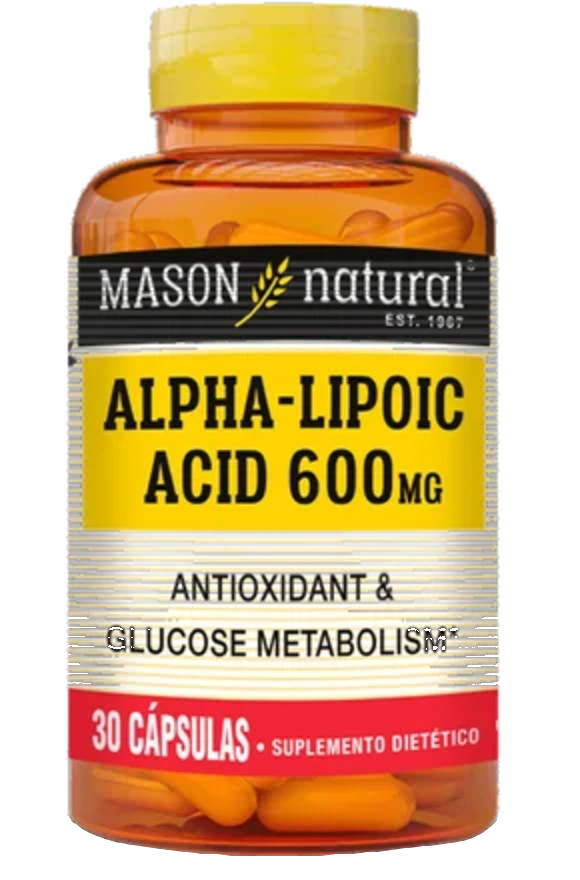 MASON natural®
EST. 1967
ALPHA-LIPOIC
ACID 600MG
ANTIOXIDANT &
GLUCOSE METABOLISM*
30 CÁPSULAS • SUPLEMENTO DIETÉTICO